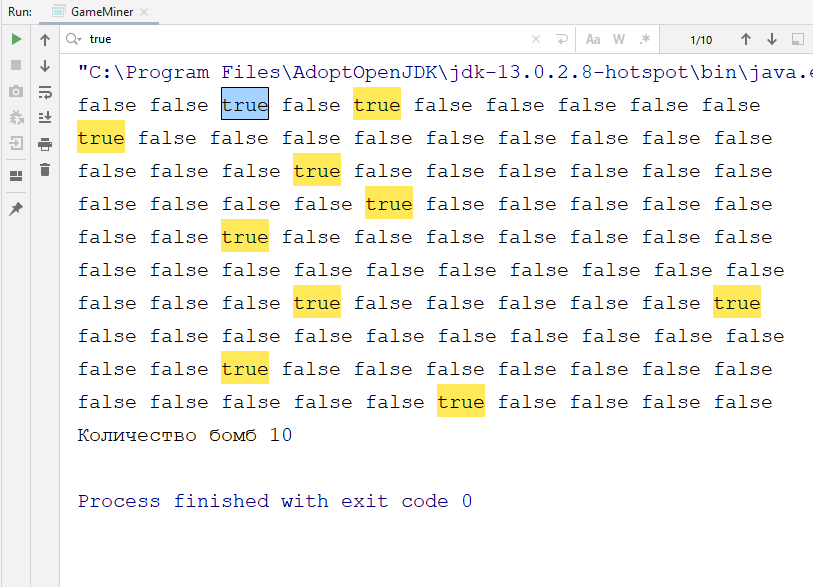 Run: GameMiner
true Aa W .* 1/10
"C:\Program Files\AdoptOpenJDK\jdk-13.0.2.8-hotspot\bin\java.e
false false true false true false false false false false
true false false false false false false false false false
false false false true false false false false false false
false false false false true false false false false false
false false true false false false false false false false
false false false false false false false false false false
false false false true false false false false false true
false false false false false false false false false false
false false true false false false false false false false
false false false false false true false false false false
Количество бомб 10
Process finished with exit code 0